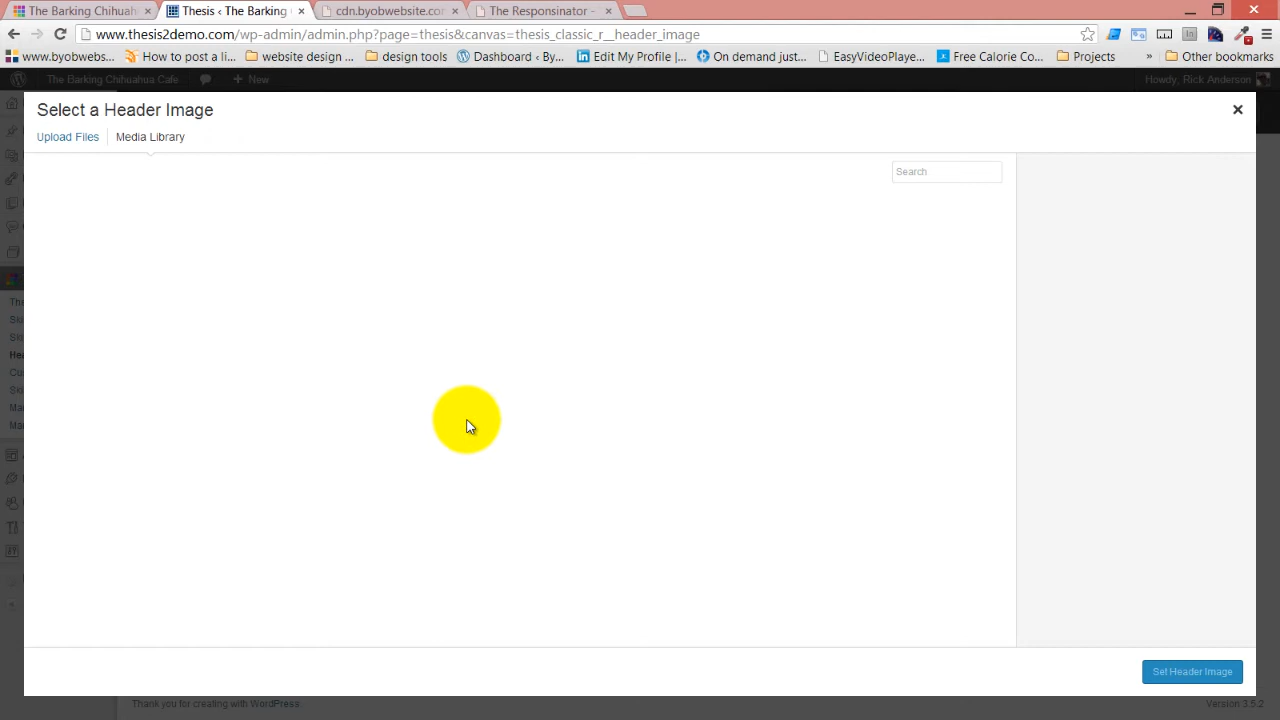 The Barking Chihuah
Thesis ‹ The Barking
cdn.byobwebsite.com
The Responsinator -
www.thesis2demo.com/wp-admin/admin.php?page=thesis&canvas=thesis_classic_r__header_image
www.byobwebs...
How to post a li...
website design ...
design tools
Dashboard ‹ By...
Edit My Profile |...
On demand just...
EasyVideoPlaye...
Free Calorie Co...
Projects
»
Other bookmarks
The Barking Chihuahua Cafe
+ New
Howdy, Rick Anderson
Select a Header Image
Upload Files
Media Library
Search
Set Header Image
Thank you for creating with WordPress.
Version 3.5.2